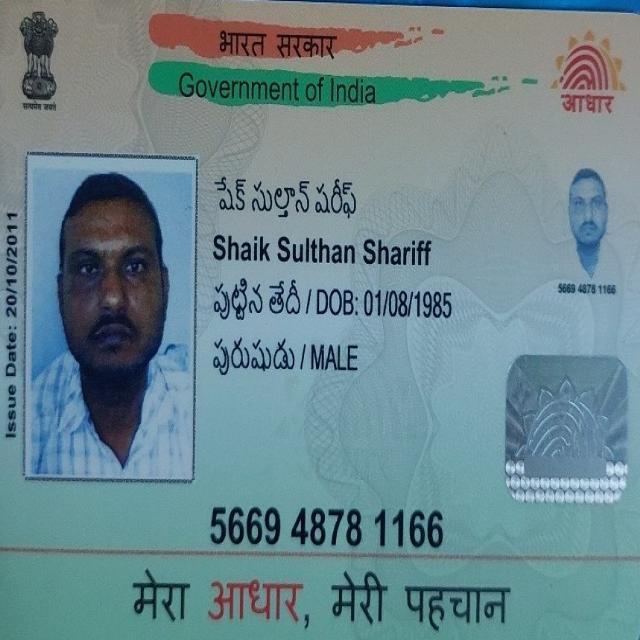 भारत सरकार
Government of India
सत्यमेव जयते
आधार
షేక్ సుల్తాన్ షరీఫ్
Shaik Sulthan Shariff
పుట్టిన తేదీ / DOB: 01/08/1985
పురుషుడు / MALE
5669 4878 1166
Issue Date: 20/10/2011
5669 4878 1166
मेरा आधार, मेरी पहचान